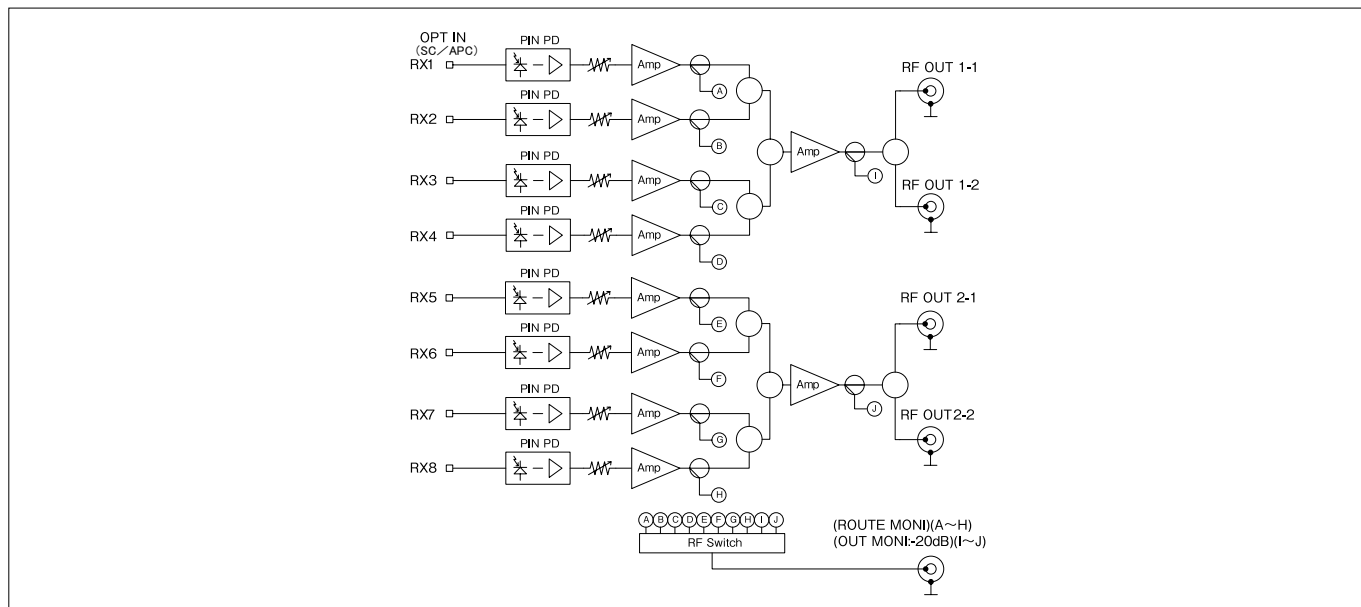 OPT IN
(SC／APC)
PIN PD
RX1
Amp
A
RF OUT 1-1
PIN PD
RX2
Amp
B
Amp
I
PIN PD
RX3
Amp
C
RF OUT 1-2
PIN PD
RX4
Amp
D
PIN PD
RX5
Amp
E
RF OUT 2-1
PIN PD
RX6
Amp
F
Amp
J
PIN PD
RX7
Amp
G
RF OUT2-2
PIN PD
RX8
Amp
H
A B C D E F G H I J
RF Switch
(ROUTE MONI)(A～H)
(OUT MONI:-20dB)(I～J)